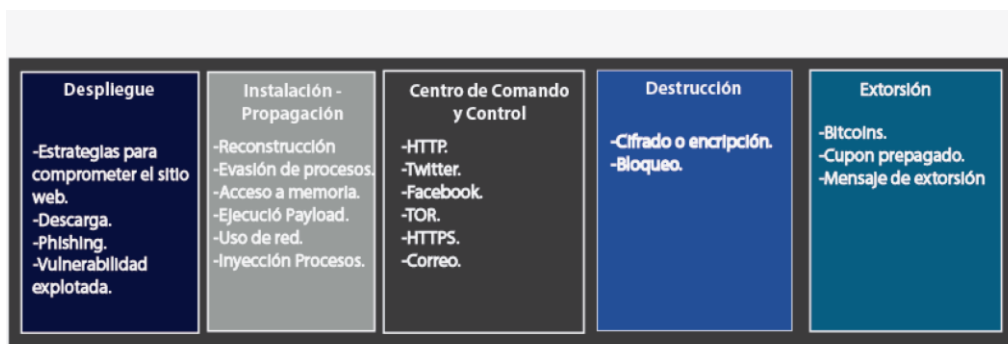 Despliegue
-Estrategias para
comprometer el sitio
web.
-Descarga.
-Phishing.
-Vulnerabilidad
explotada.
Instalación -
Propagación
-Reconstrucción
-Evasión de procesos.
-Acceso a memoria.
-Ejecució Payload.
-Uso de red.
-Inyección Procesos.
Centro de Comando
y Control
-HTTP.
-Twitter.
-Facebook.
-TOR.
-HTTPS.
-Correo.
Destrucción
-Cifrado o encripción.
-Bloqueo.
Extorsión
-Bitcoins.
-Cupon prepagado.
-Mensaje de extorsión